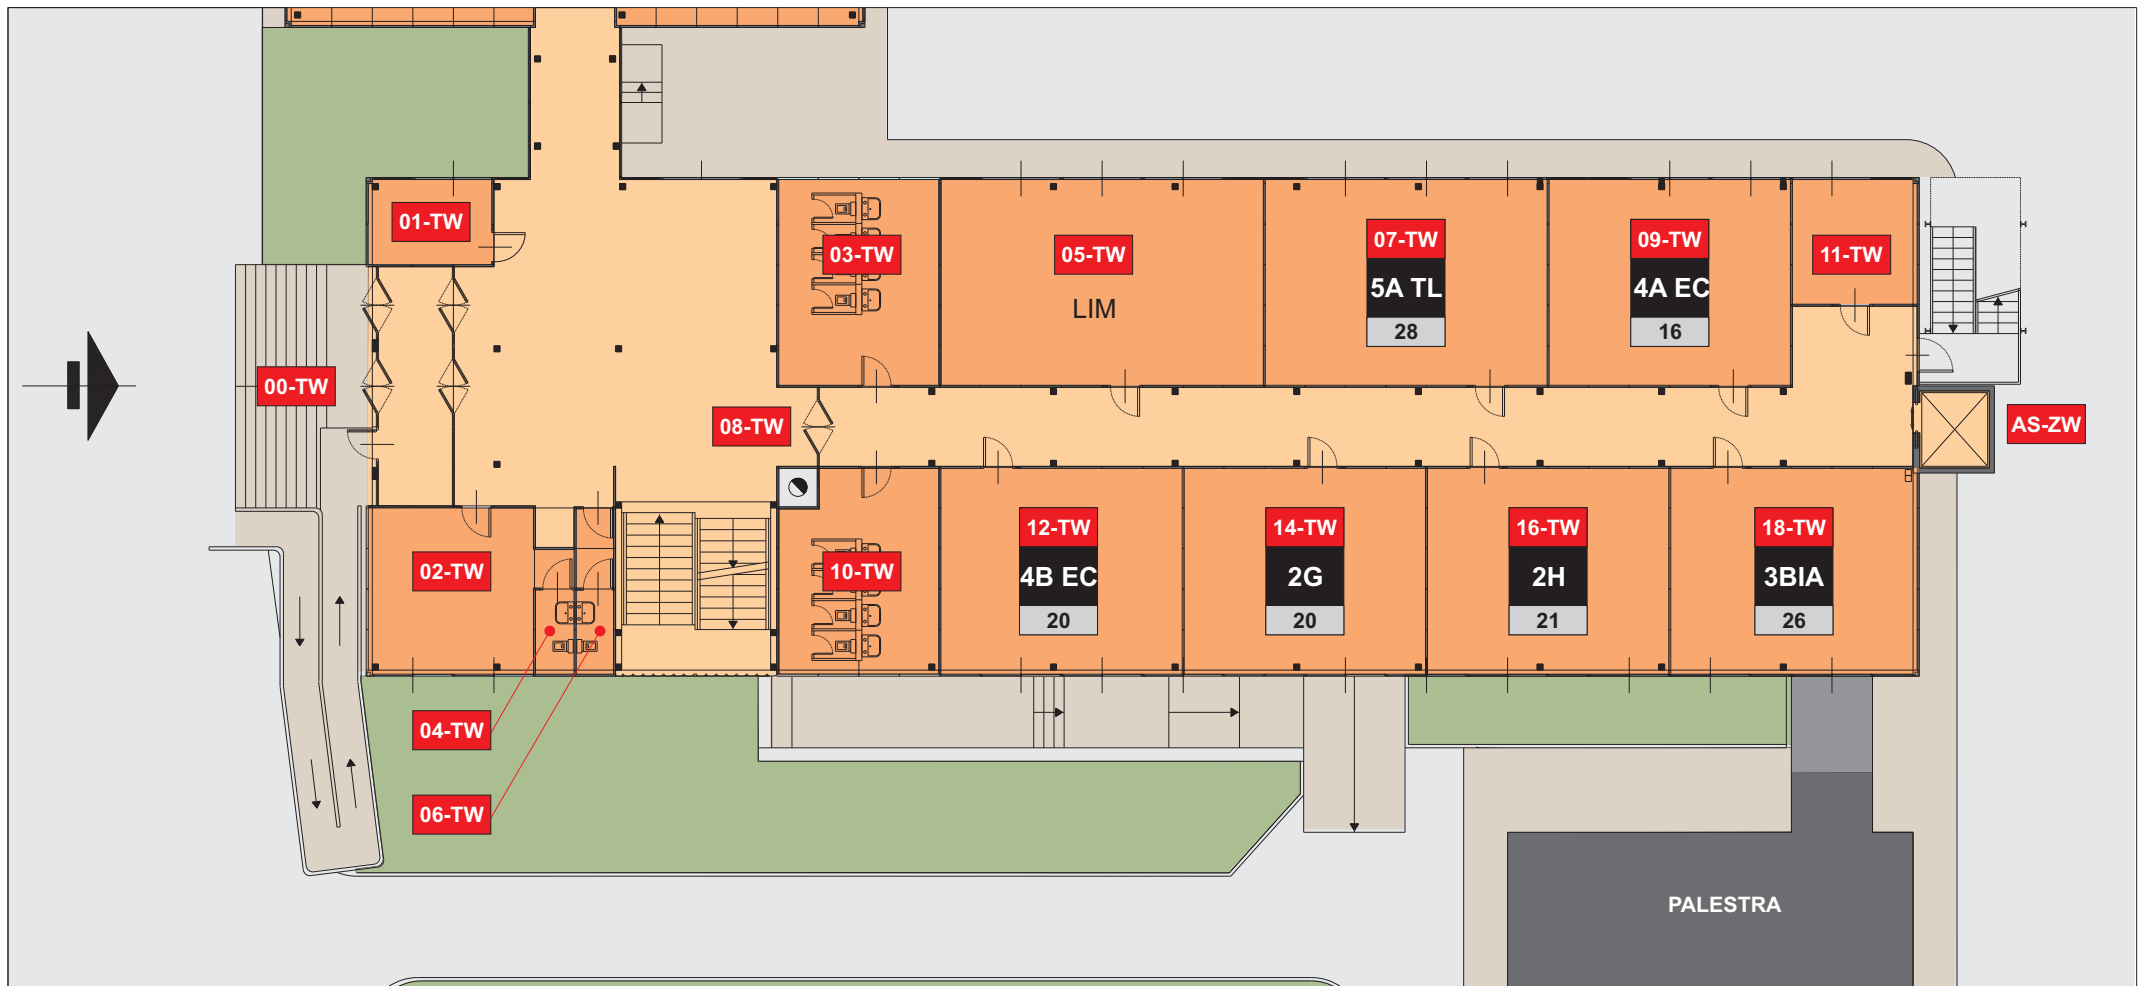 01-TW
03-TW
05-TW
LIM
07-TW
5A TL
28
09-TW
4A EC
16
11-TW
00-TW
08-TW
AS-ZW
02-TW
10-TW
12-TW
4B EC
20
14-TW
2G
20
16-TW
2H
21
18-TW
3BIA
26
04-TW
06-TW
PALESTRA